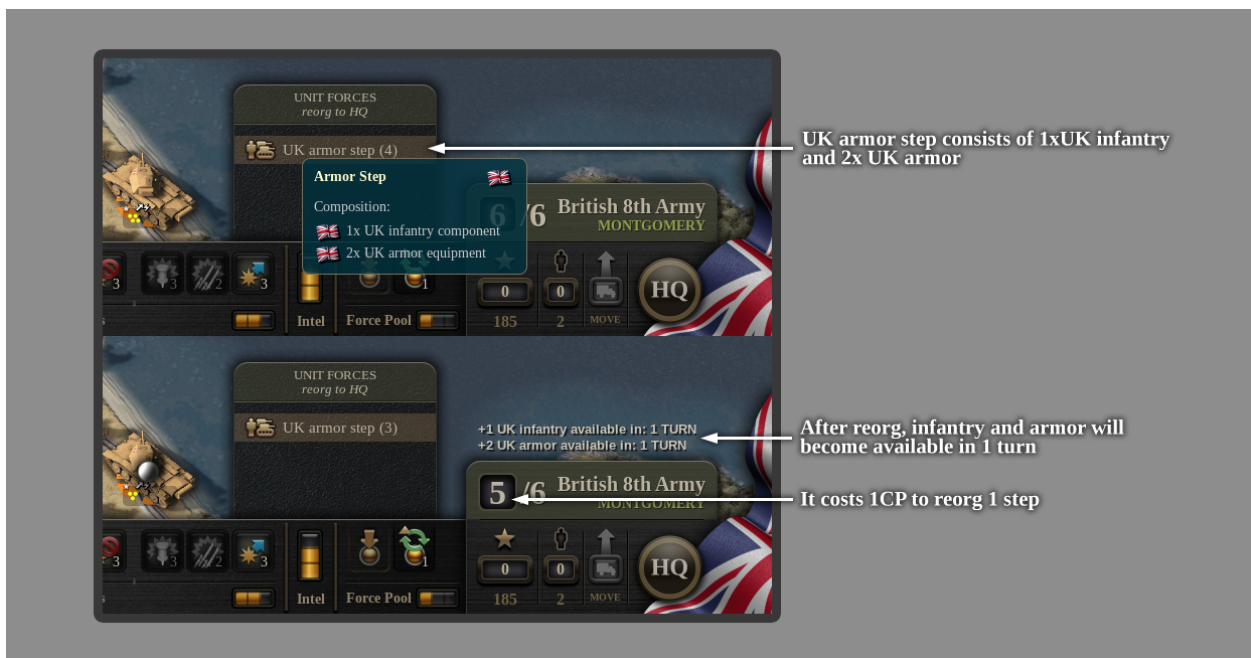 UNIT FORCES
reorg to HQ
UK armor step (4)
UK armor step consists of 1xUK infantry
and 2x UK armor
Armor Step
Composition:
1x UK infantry component
2x UK armor equipment
6/6
British 8th Army
MONTGOMERY
3
3
2
3
1
0
0
HQ
Intel
Force Pool
185
2
MOVE
UNIT FORCES
reorg to HQ
UK armor step (3)
+1 UK infantry available in: 1 TURN
+2 UK armor available in: 1 TURN
After reorg, infantry and armor will
become available in 1 turn
5/6
British 8th Army
MONTGOMERY
It costs 1CP to reorg 1 step
3
3
2
3
1
0
0
HQ
Intel
Force Pool
185
2
MOVE